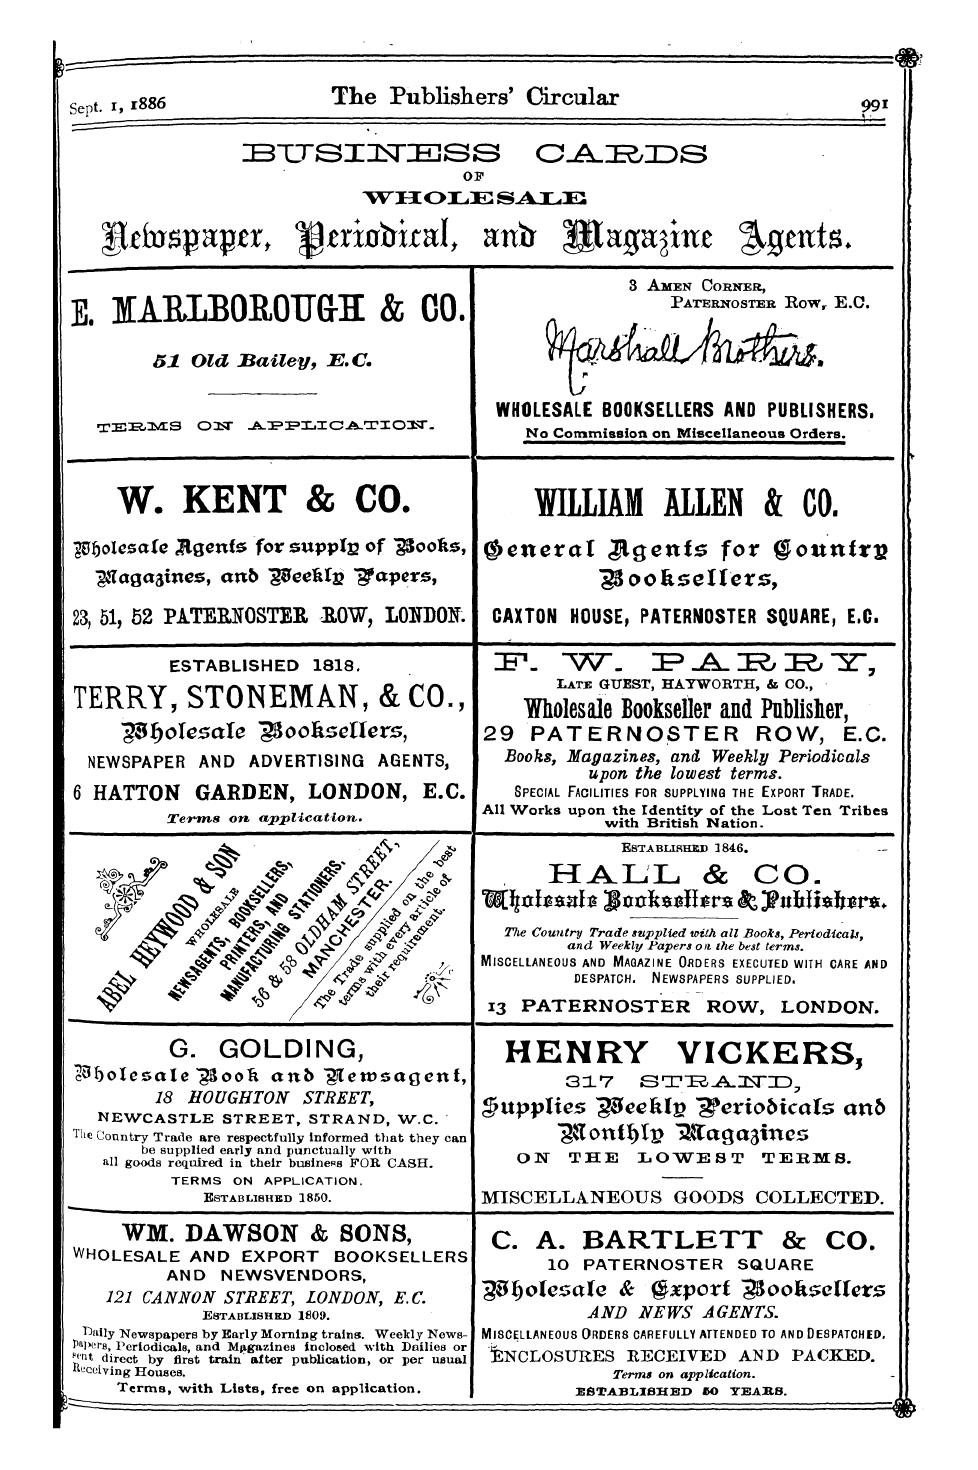 Sept. 1, 1886
The Publishers' Circular
991
BUSINESS CARDS
OF
WHOLESALE
Newspaper, Periodical, and Magazine Agents.
E. MARLBOROUGH & CO.
51 Old Bailey, E.C.
TERMS ON APPLICATION.
3 AMEN CORNER,
PATERNOSTER ROW, E.C.
Marshall Brothers.
WHOLESALE BOOKSELLERS AND PUBLISHERS.
No Commission on Miscellaneous Orders.
W. KENT & CO.
Wholesale Agents for supply of Books,
Magazines, and Weekly Papers,
23, 51, 52 PATERNOSTER ROW, LONDON.
WILLIAM ALLEN & CO.
General Agents for Country
Booksellers,
CAXTON HOUSE, PATERNOSTER SQUARE, E.C.
ESTABLISHED 1818.
TERRY, STONEMAN, & CO.,
Wholesale Booksellers,
NEWSPAPER AND ADVERTISING AGENTS,
6 HATTON GARDEN, LONDON, E.C.
Terms on application.
F. W. PARRY,
LATE GUEST, HAYWORTH, & CO.,
Wholesale Bookseller and Publisher,
29 PATERNOSTER ROW, E.C.
Books, Magazines, and Weekly Periodicals
upon the lowest terms.
SPECIAL FACILITIES FOR SUPPLYING THE EXPORT TRADE.
All Works upon the Identity of the Lost Ten Tribes
with British Nation.
ABEL HEYWOOD & SON
WHOLESALE
NEWSAGENTS, BOOKSELLERS,
PRINTERS, AND
MANUFACTURING STATIONERS.
56 & 58 OLDHAM STREET,
MANCHESTER.
The Trade supplied on the best
terms with every article of
their requirement.
ESTABLISHED 1846.
HALL & CO.
Wholesale Booksellers & Publishers.
The Country Trade supplied with all Books, Periodicals,
and Weekly Papers on the best terms.
MISCELLANEOUS AND MAGAZINE ORDERS EXECUTED WITH CARE AND
DESPATCH. NEWSPAPERS SUPPLIED.
13 PATERNOSTER ROW, LONDON.
G. GOLDING,
Wholesale Book and Newsagent,
18 HOUGHTON STREET,
NEWCASTLE STREET, STRAND, W.C.
The Country Trade are respectfully informed that they can
be supplied early and punctually with
all goods required in their business FOR CASH.
TERMS ON APPLICATION.
ESTABLISHED 1850.
HENRY VICKERS,
317 STRAND,
Supplies Weekly Periodicals and
Monthly Magazines
ON THE LOWEST TERMS.
MISCELLANEOUS GOODS COLLECTED.
WM. DAWSON & SONS,
WHOLESALE AND EXPORT BOOKSELLERS
AND NEWSVENDORS,
121 CANNON STREET, LONDON, E.C.
ESTABLISHED 1809.
Daily Newspapers by Early Morning trains. Weekly News-
papers, Periodicals, and Magazines inclosed with Dailies or
sent direct by first train after publication, or per usual
Receiving Houses.
Terms, with Lists, free on application.
C. A. BARTLETT & CO.
10 PATERNOSTER SQUARE
Wholesale & Export Booksellers
AND NEWS AGENTS.
MISCELLANEOUS ORDERS CAREFULLY ATTENDED TO AND DESPATCHED.
ENCLOSURES RECEIVED AND PACKED.
Terms on application.
ESTABLISHED 50 YEARS.